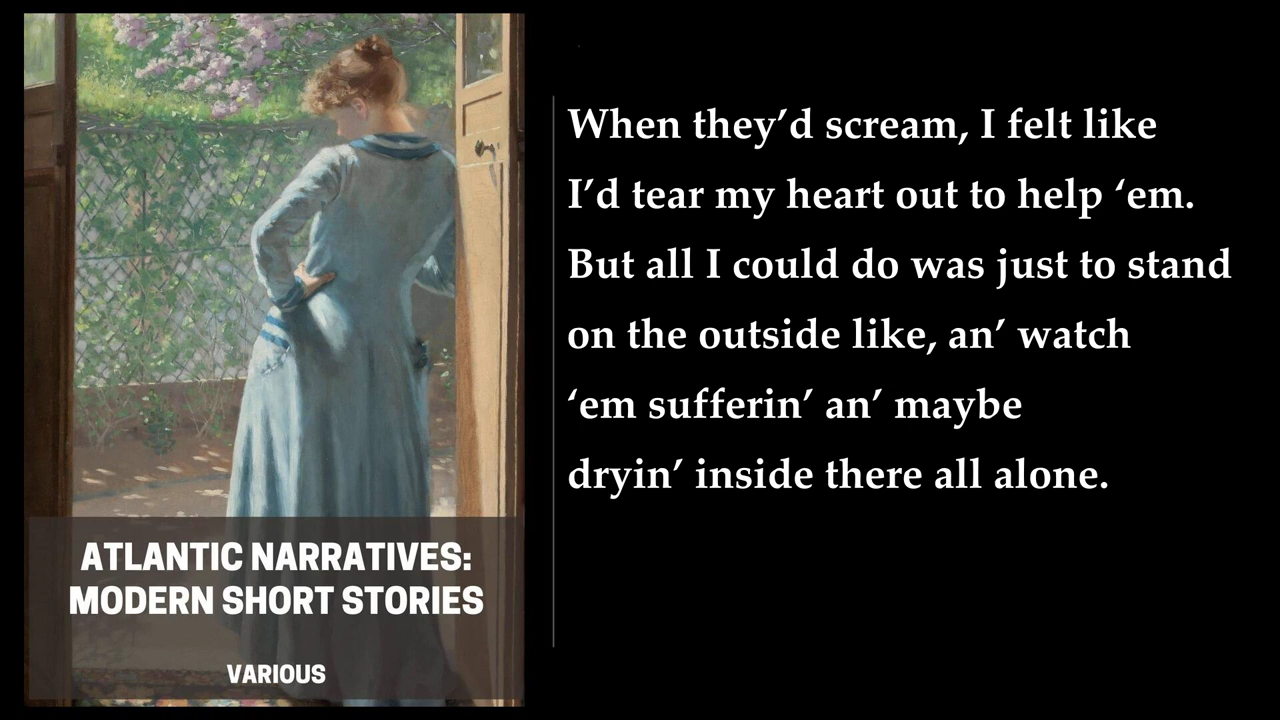 When they’d scream, I felt like
I’d tear my heart out to help ‘em.
But all I could do was just to stand
on the outside like, an’ watch
‘em sufferin’ an’ maybe
dryin’ inside there all alone.
ATLANTIC NARRATIVES:
MODERN SHORT STORIES
VARIOUS